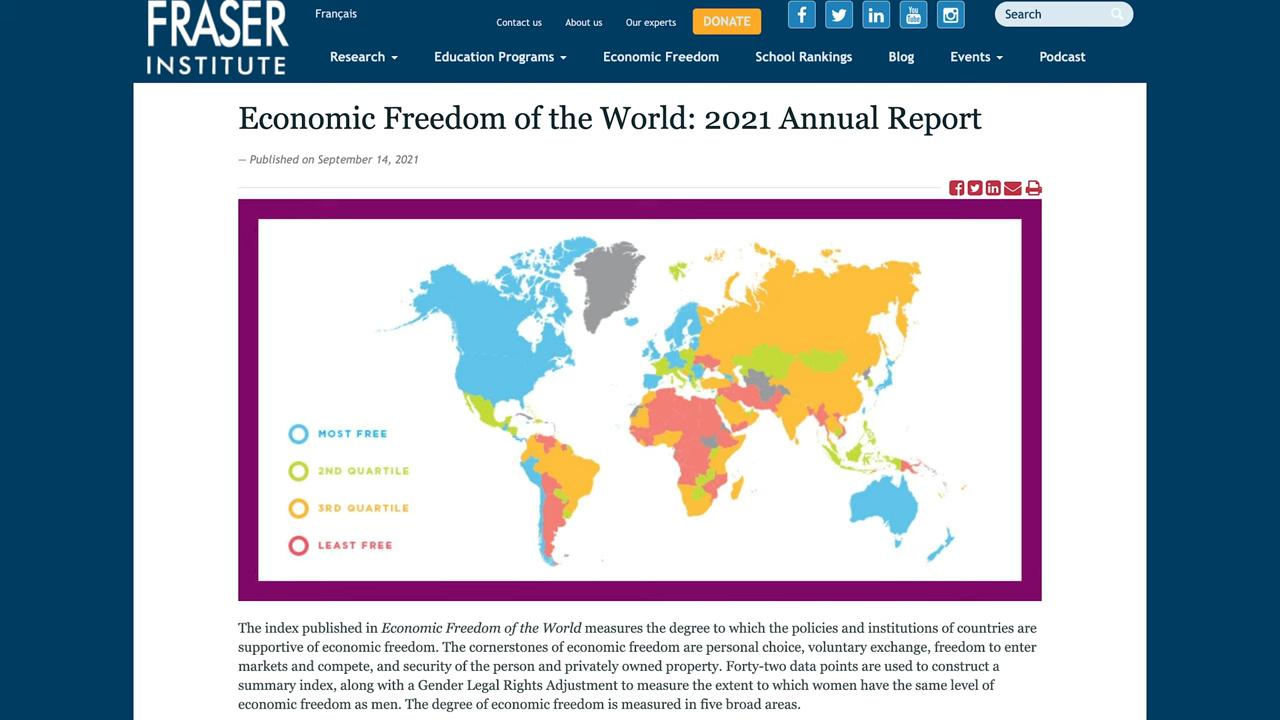 FRASER
INSTITUTE
Français
Contact us
About us
Our experts
DONATE
You
Tube
Search
Research
Education Programs
Economic Freedom
School Rankings
Blog
Events
Podcast
Economic Freedom of the World: 2021 Annual Report
– Published on September 14, 2021
MOST FREE
2ND QUARTILE
3RD QUARTILE
LEAST FREE
The index published in Economic Freedom of the World measures the degree to which the policies and institutions of countries are
supportive of economic freedom. The cornerstones of economic freedom are personal choice, voluntary exchange, freedom to enter
markets and compete, and security of the person and privately owned property. Forty-two data points are used to construct a
summary index, along with a Gender Legal Rights Adjustment to measure the extent to which women have the same level of
economic freedom as men. The degree of economic freedom is measured in five broad areas.